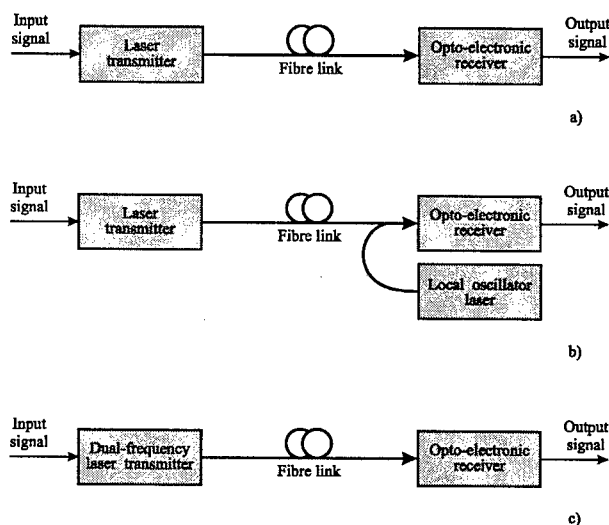 Input
signal
Laser
transmitter
Fibre link
Opto-electronic
receiver
Output
signal
a)
Input
signal
Laser
transmitter
Fibre link
Opto-electronic
receiver
Output
signal
Local oscillator
laser
b)
Input
signal
Dual-frequency
laser transmitter
Fibre link
Opto-electronic
receiver
Output
signal
c)